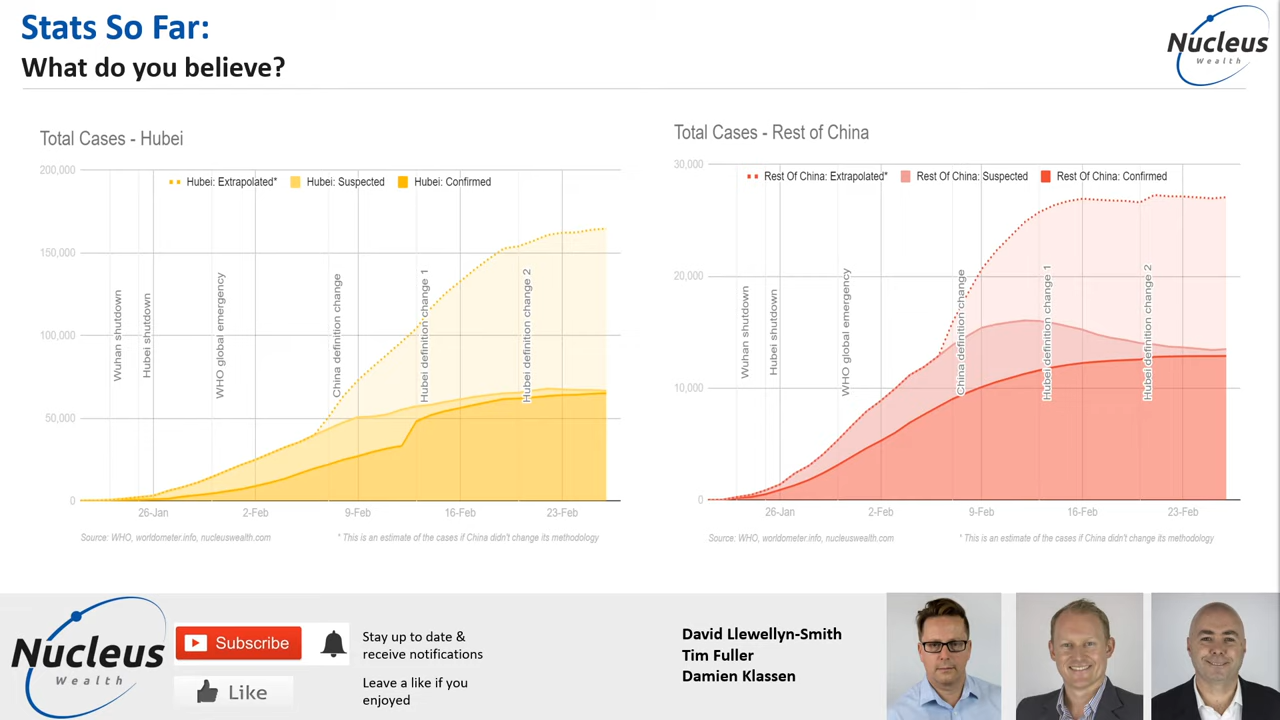 Stats So Far:
What do you believe?
Nucleus
Wealth
Total Cases - Hubei
200,000
150,000
100,000
50,000
0
Hubei: Extrapolated*
Hubei: Suspected
Hubei: Confirmed
Wuhan shutdown
Hubei shutdown
WHO global emergency
China definition change
Hubei definition change 1
Hubei definition change 2
26-Jan
2-Feb
9-Feb
16-Feb
23-Feb
Source: WHO, worldometer.info, nucleuswealth.com
* This is an estimate of the cases if China didn't change its methodology
Total Cases - Rest of China
30,000
20,000
10,000
0
Rest Of China: Extrapolated*
Rest Of China: Suspected
Rest Of China: Confirmed
Wuhan shutdown
Hubei shutdown
WHO global emergency
China definition change
Hubei definition change 1
Hubei definition change 2
26-Jan
2-Feb
9-Feb
16-Feb
23-Feb
Source: WHO, worldometer.info, nucleuswealth.com
* This is an estimate of the cases if China didn't change its methodology
Nucleus
Wealth
Subscribe
Like
Stay up to date &
receive notifications
Leave a like if you
enjoyed
David Llewellyn-Smith
Tim Fuller
Damien Klassen